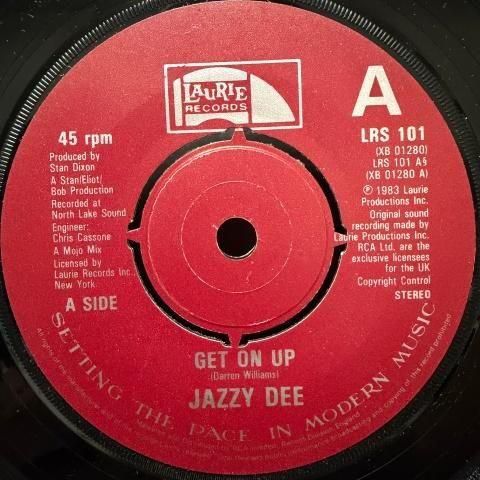 LAURIE
RECORDS
A
45 rpm
Produced by
Stan Dixon
A Stan/Eliot/
Bob Production
Recorded at
North Lake Sound
Engineer:
Chris Cassone
A Mojo Mix
Licensed by
Laurie Records Inc.,
New York.
A SIDE
LRS 101
(XB 01280)
LRS 101 A§
(XB 01280 A)
℗ 1983 Laurie
Productions Inc.
Original sound
recording made by
Laurie Productions Inc.
RCA Ltd. are the
exclusive licensees
for the UK
Copyright Control
STEREO
GET ON UP
(Darren Williams)
JAZZY DEE
SETTING THE PACE IN MODERN MUSIC